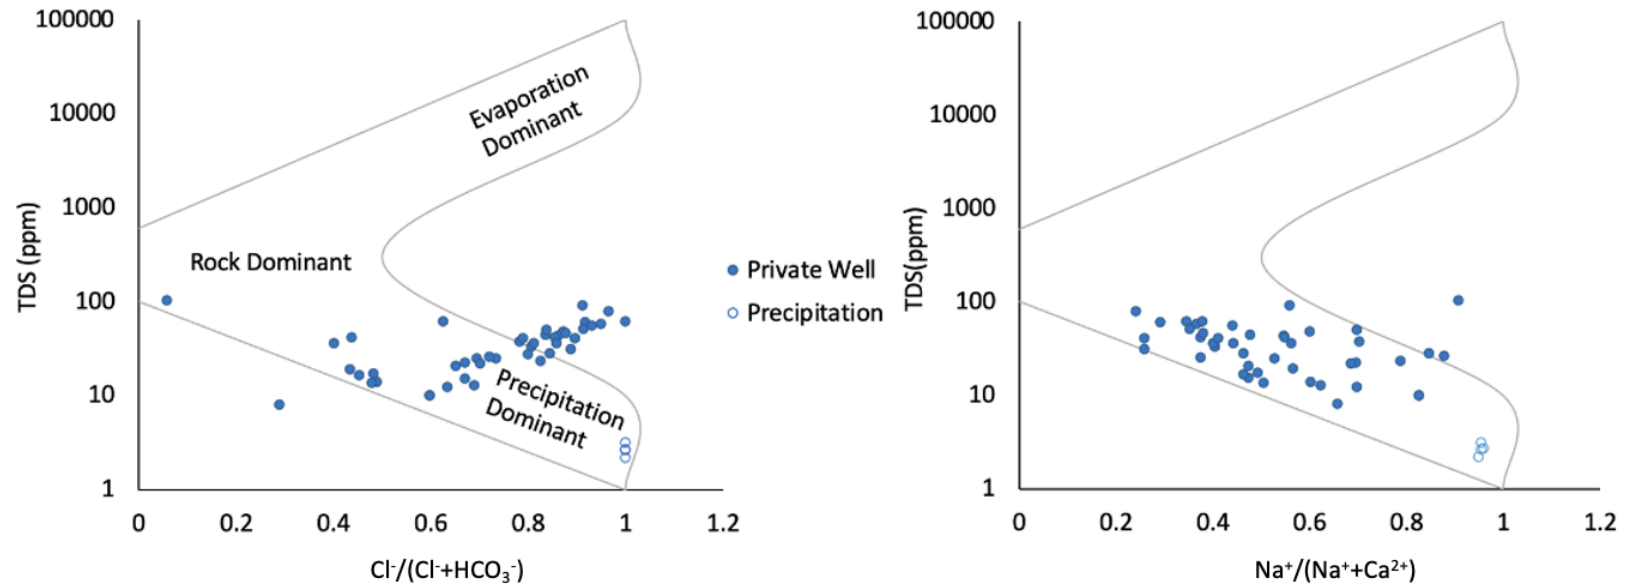 100000
10000
1000
100
10
1
TDS (ppm)
Evaporation
Dominant
Rock Dominant
Precipitation
Dominant
0 0.2 0.4 0.6 0.8 1 1.2
Cl⁻/(Cl⁻+HCO₃⁻)
Private Well
Precipitation
100000
10000
1000
100
10
1
TDS(ppm)
0 0.2 0.4 0.6 0.8 1 1.2
Na⁺/(Na⁺+Ca²⁺)